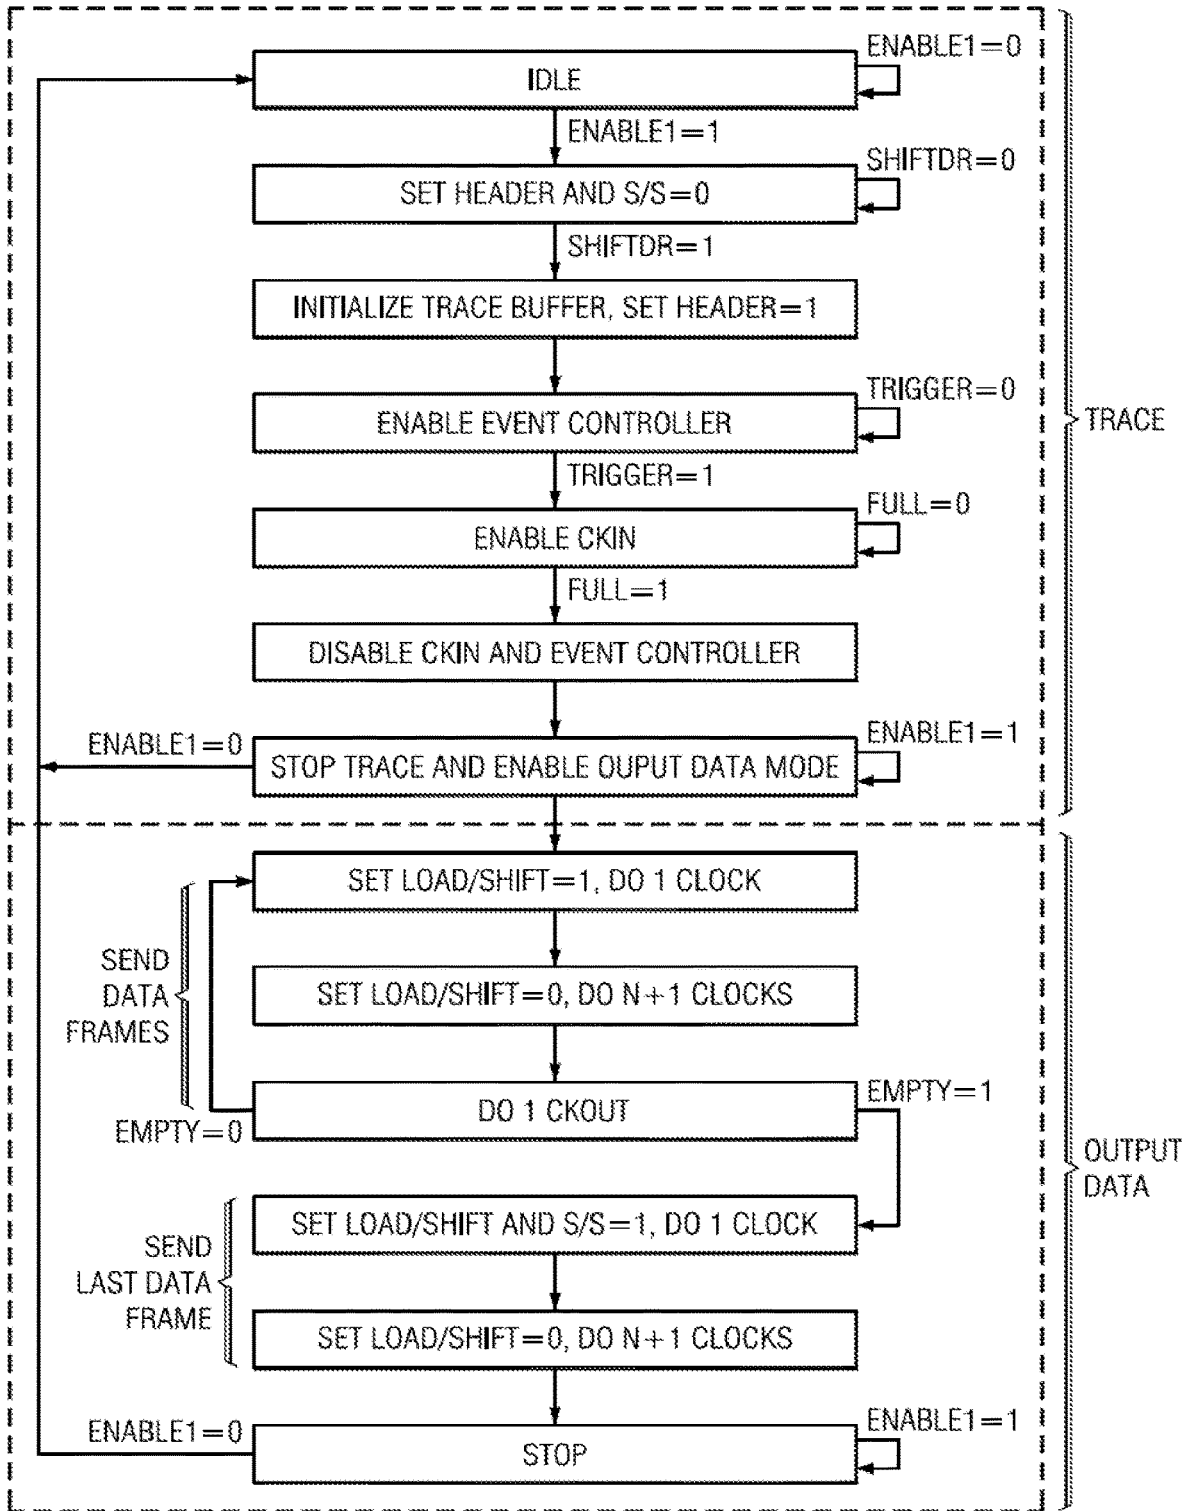 ENABLE1=0
IDLE
ENABLE1=1
SHIFTDR=0
SET HEADER AND S/S=0
SHIFTDR=1
INITIALIZE TRACE BUFFER, SET HEADER=1
TRIGGER=0
ENABLE EVENT CONTROLLER
TRACE
TRIGGER=1
FULL=0
ENABLE CKIN
FULL=1
DISABLE CKIN AND EVENT CONTROLLER
ENABLE1=0
ENABLE1=1
STOP TRACE AND ENABLE OUPUT DATA MODE
SET LOAD/SHIFT=1, DO 1 CLOCK
SEND
DATA
FRAMES
SET LOAD/SHIFT=0, DO N+1 CLOCKS
EMPTY=1
DO 1 CKOUT
EMPTY=0
OUTPUT
DATA
SET LOAD/SHIFT AND S/S=1, DO 1 CLOCK
SEND
LAST DATA
FRAME
SET LOAD/SHIFT=0, DO N+1 CLOCKS
ENABLE1=0
ENABLE1=1
STOP